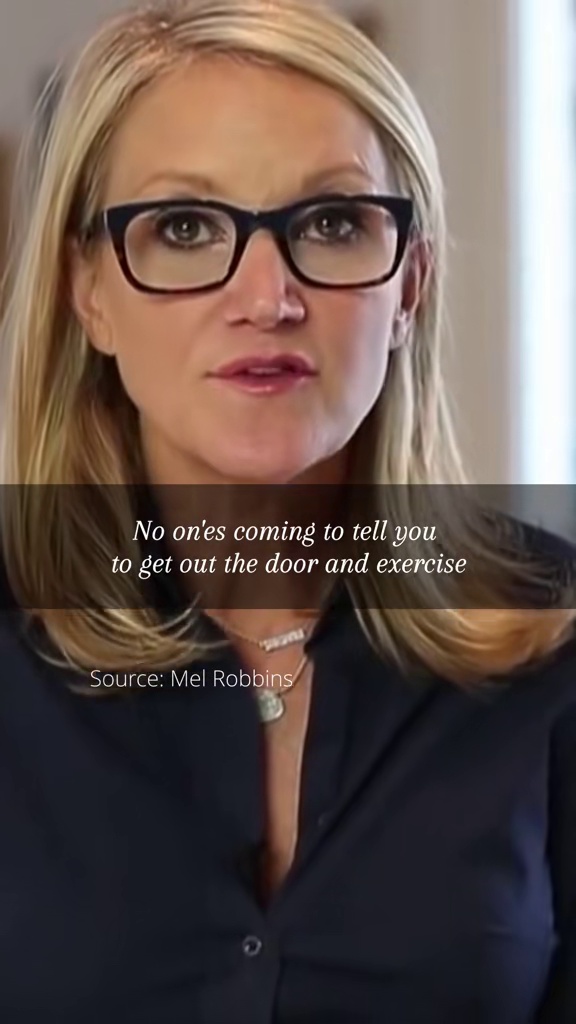 No on'es coming to tell you
to get out the door and exercise
Source: Mel Robbins